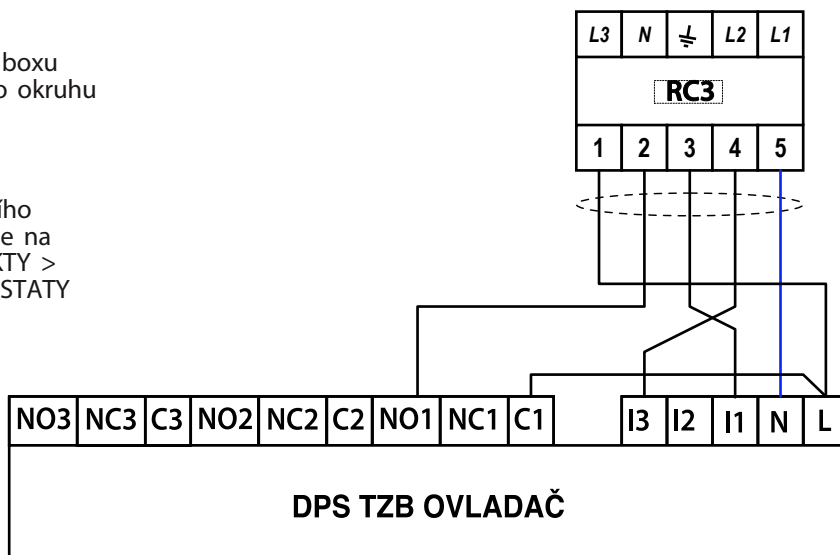 boxu
o okruhu
ího
e na
KTY >
STATY
L3 N L2 L1
RC3
1 2 3 4 5
NO3 NC3 C3 NO2 NC2 C2 NO1 NC1 C1 I3 I2 I1 N L
DPS TZB OVLADAČ